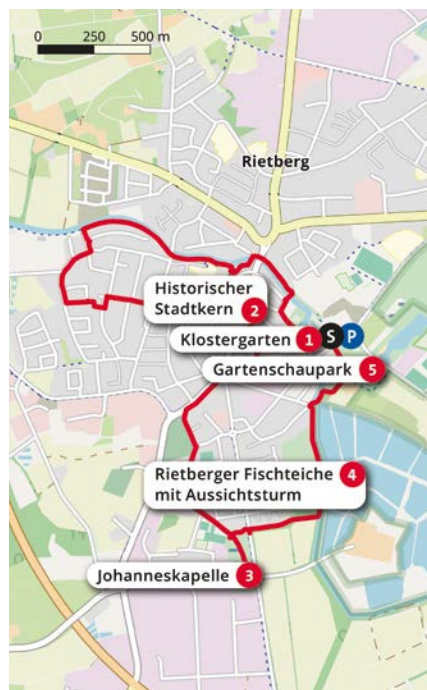 0 250 500 m
Rietberg
Historischer
Stadtkern 2
Klostergarten 1 S P
Gartenschaupark 5
Rietberger Fischteiche 4
mit Aussichtsturm
Johanneskapelle 3